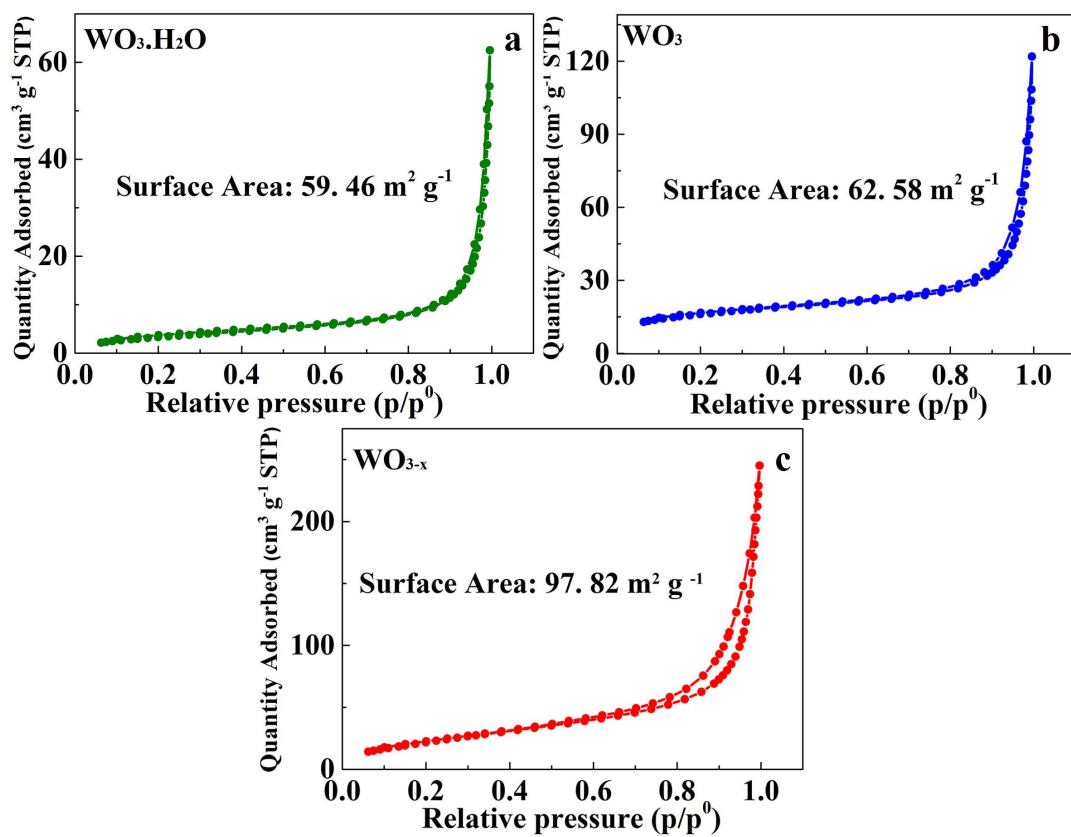 WO₃.H₂O
a
Quantity Adsorbed (cm³ g⁻¹ STP)
60
40
20
0
Surface Area: 59. 46 m² g⁻¹
0.0 0.2 0.4 0.6 0.8 1.0
Relative pressure (p/p⁰)
WO₃
b
Quantity Adsorbed (cm³ g⁻¹ STP)
120
90
60
30
0
Surface Area: 62. 58 m² g⁻¹
0.0 0.2 0.4 0.6 0.8 1.0
Relative pressure (p/p⁰)
WO₃₋ₓ
c
Quantity Adsorbed (cm³ g⁻¹ STP)
200
100
0
Surface Area: 97. 82 m² g ⁻¹
0.0 0.2 0.4 0.6 0.8 1.0
Relative pressure (p/p⁰)